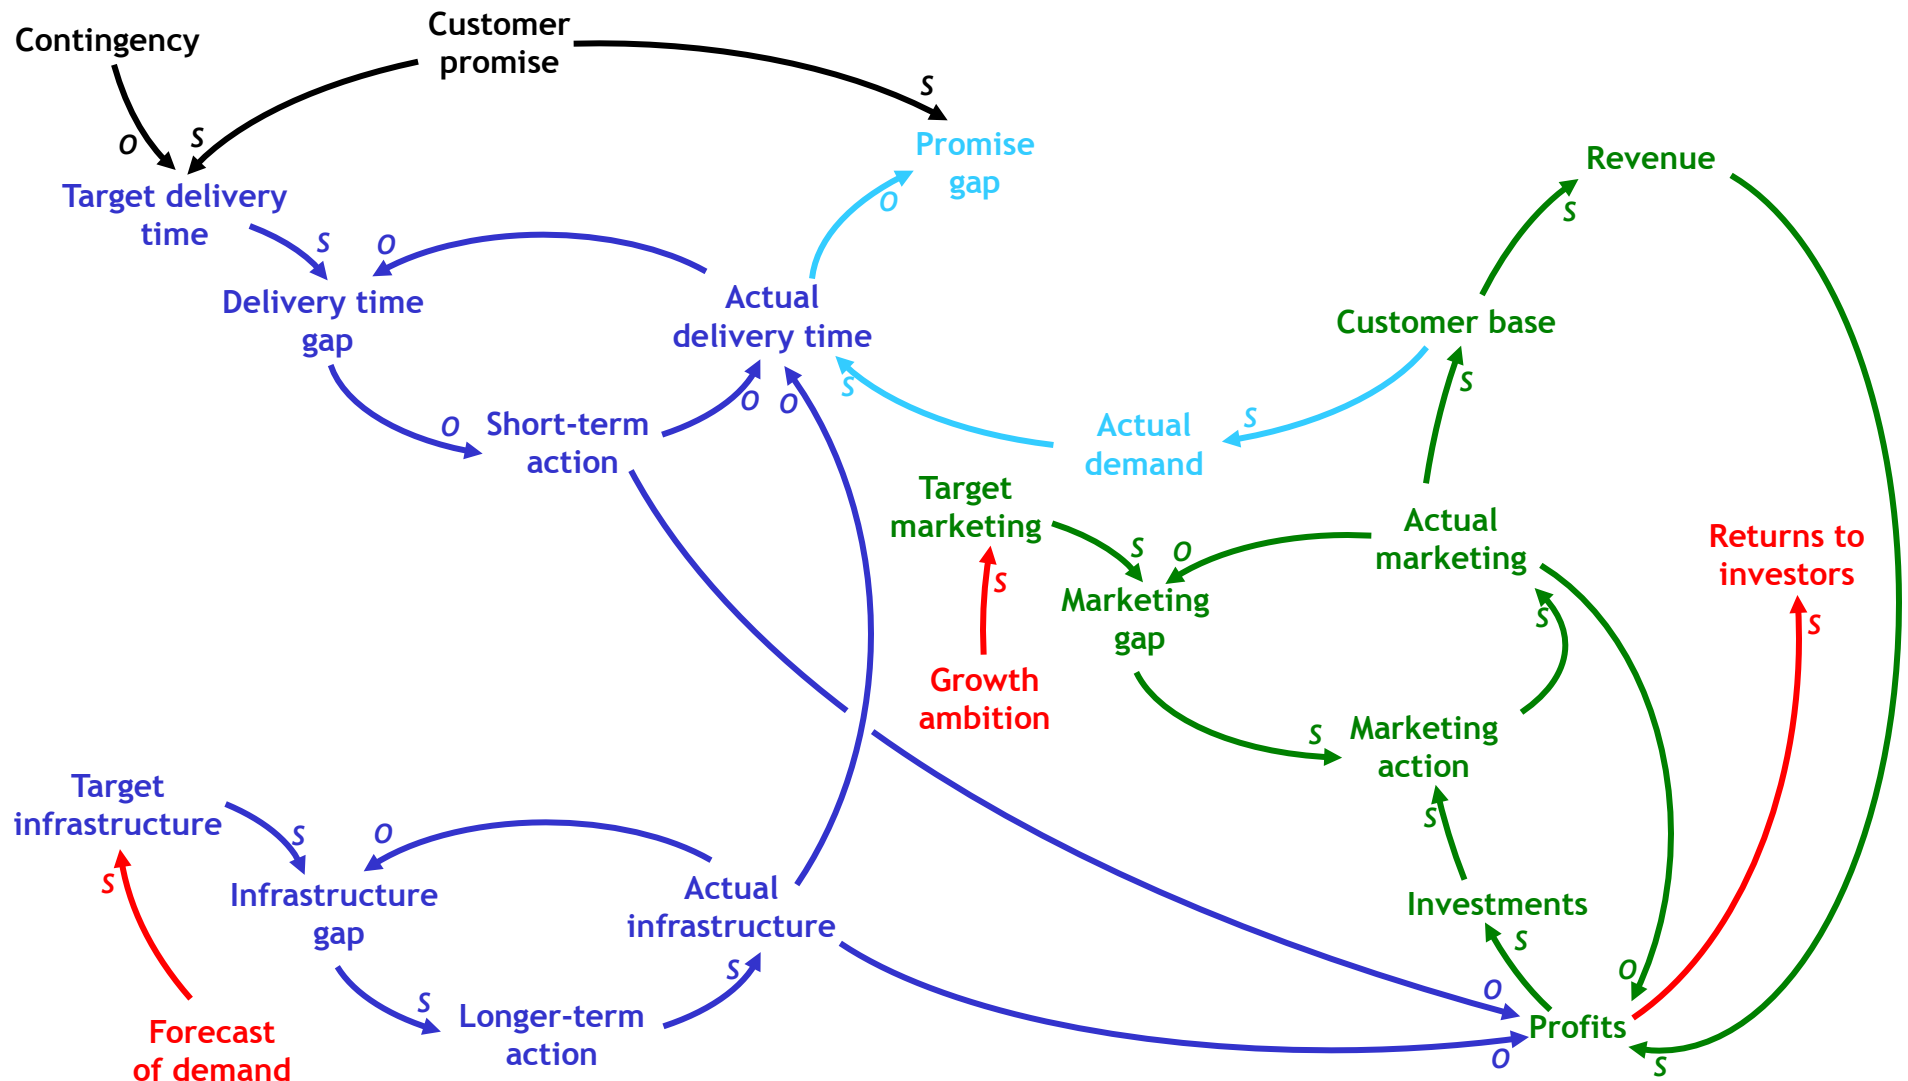 Contingency
Customer
promise
S
O
S
Promise
gap
Revenue
Target delivery
time
O
S
S
O
Delivery time
gap
Actual
delivery time
Customer base
O
O
S
S
O
Short-term
action
Actual
demand
S
Target
marketing
Actual
marketing
S
O
S
Returns to
investors
Marketing
gap
S
S
Growth
ambition
S
Marketing
action
S
Target
infrastructure
S
O
S
Infrastructure
gap
Actual
infrastructure
Investments
S
S
O
S
S
O
Forecast
of demand
Longer-term
action
Profits
O
S